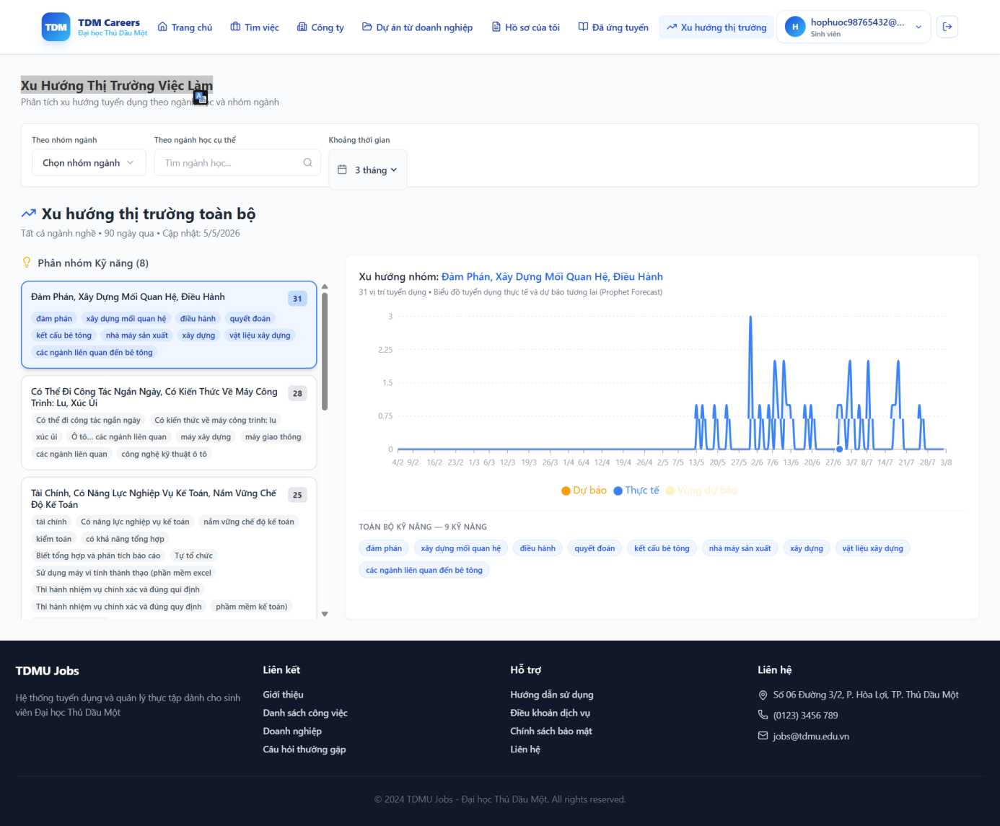 TDM
TDM Careers
Đại học Thủ Dầu Một
Trang chủ
Tìm việc
Công ty
Dự án từ doanh nghiệp
Hồ sơ của tôi
Đã ứng tuyển
Xu hướng thị trường
H
hophuoc98765432@...
Sinh viên
Xu Hướng Thị Trường Việc Làm
Phân tích xu hướng tuyển dụng theo ngành học và nhóm ngành
Theo nhóm ngành
Chọn nhóm ngành
Theo ngành học cụ thể
Tìm ngành học...
Khoảng thời gian
3 tháng
Xu hướng thị trường toàn bộ
Tất cả ngành nghề • 90 ngày qua • Cập nhật: 5/5/2026
Phân nhóm Kỹ năng (8)
Đàm Phán, Xây Dựng Mối Quan Hệ, Điều Hành
31
đàm phán
xây dựng mối quan hệ
điều hành
quyết đoán
kết cấu bê tông
nhà máy sản xuất
xây dựng
vật liệu xây dựng
các ngành liên quan đến bê tông
Có Thể Đi Công Tác Ngắn Ngày, Có Kiến Thức Về Máy Công
Trình: Lu, Xúc Ủi
28
Có thể đi công tác ngắn ngày
Có kiến thức về máy công trình: lu
xúc ủi
Ô tô... các ngành liên quan
máy xây dựng
máy giao thông
các ngành liên quan
công nghệ kỹ thuật ô tô
Tài Chính, Có Năng Lực Nghiệp Vụ Kế Toán, Nắm Vững Chế
Độ Kế Toán
25
tài chính
Có năng lực nghiệp vụ kế toán
nắm vững chế độ kế toán
kiểm toán
có khả năng tổng hợp
Biết tổng hợp và phân tích báo cáo
Tự tổ chức
Sử dụng máy vi tính thành thạo (phần mềm excel
Thi hành nhiệm vụ chính xác và đúng qui định
Thi hành nhiệm vụ chính xác và đúng quy định
phầm mềm kế toán)
Xu hướng nhóm: Đàm Phán, Xây Dựng Mối Quan Hệ, Điều Hành
31 vị trí tuyển dụng • Biểu đồ tuyển dụng thực tế và dự báo tương lai (Prophet Forecast)
3
2.25
1.5
0.75
0
4/2 9/2 16/2 23/2 1/3 6/3 12/3 19/3 26/3 1/4 6/4 12/4 19/4 26/4 2/5 7/5 13/5 20/5 27/5 2/6 7/6 13/6 20/6 27/6 3/7 8/7 14/7 21/7 28/7 3/8
Dự báo
Thực tế
Vùng dự báo
TOÀN BỘ KỸ NĂNG — 9 KỸ NĂNG
đàm phán
xây dựng mối quan hệ
điều hành
quyết đoán
kết cấu bê tông
nhà máy sản xuất
xây dựng
vật liệu xây dựng
các ngành liên quan đến bê tông
TDMU Jobs
Hệ thống tuyển dụng và quản lý thực tập dành cho sinh
viên Đại học Thủ Dầu Một
Liên kết
Giới thiệu
Danh sách công việc
Doanh nghiệp
Câu hỏi thường gặp
Hỗ trợ
Hướng dẫn sử dụng
Điều khoản dịch vụ
Chính sách bảo mật
Liên hệ
Liên hệ
Số 06 Đường 3/2, P. Hòa Lợi, TP. Thủ Dầu Một
(0123) 3456 789
jobs@tdmu.edu.vn
© 2024 TDMU Jobs - Đại học Thủ Dầu Một. All rights reserved.